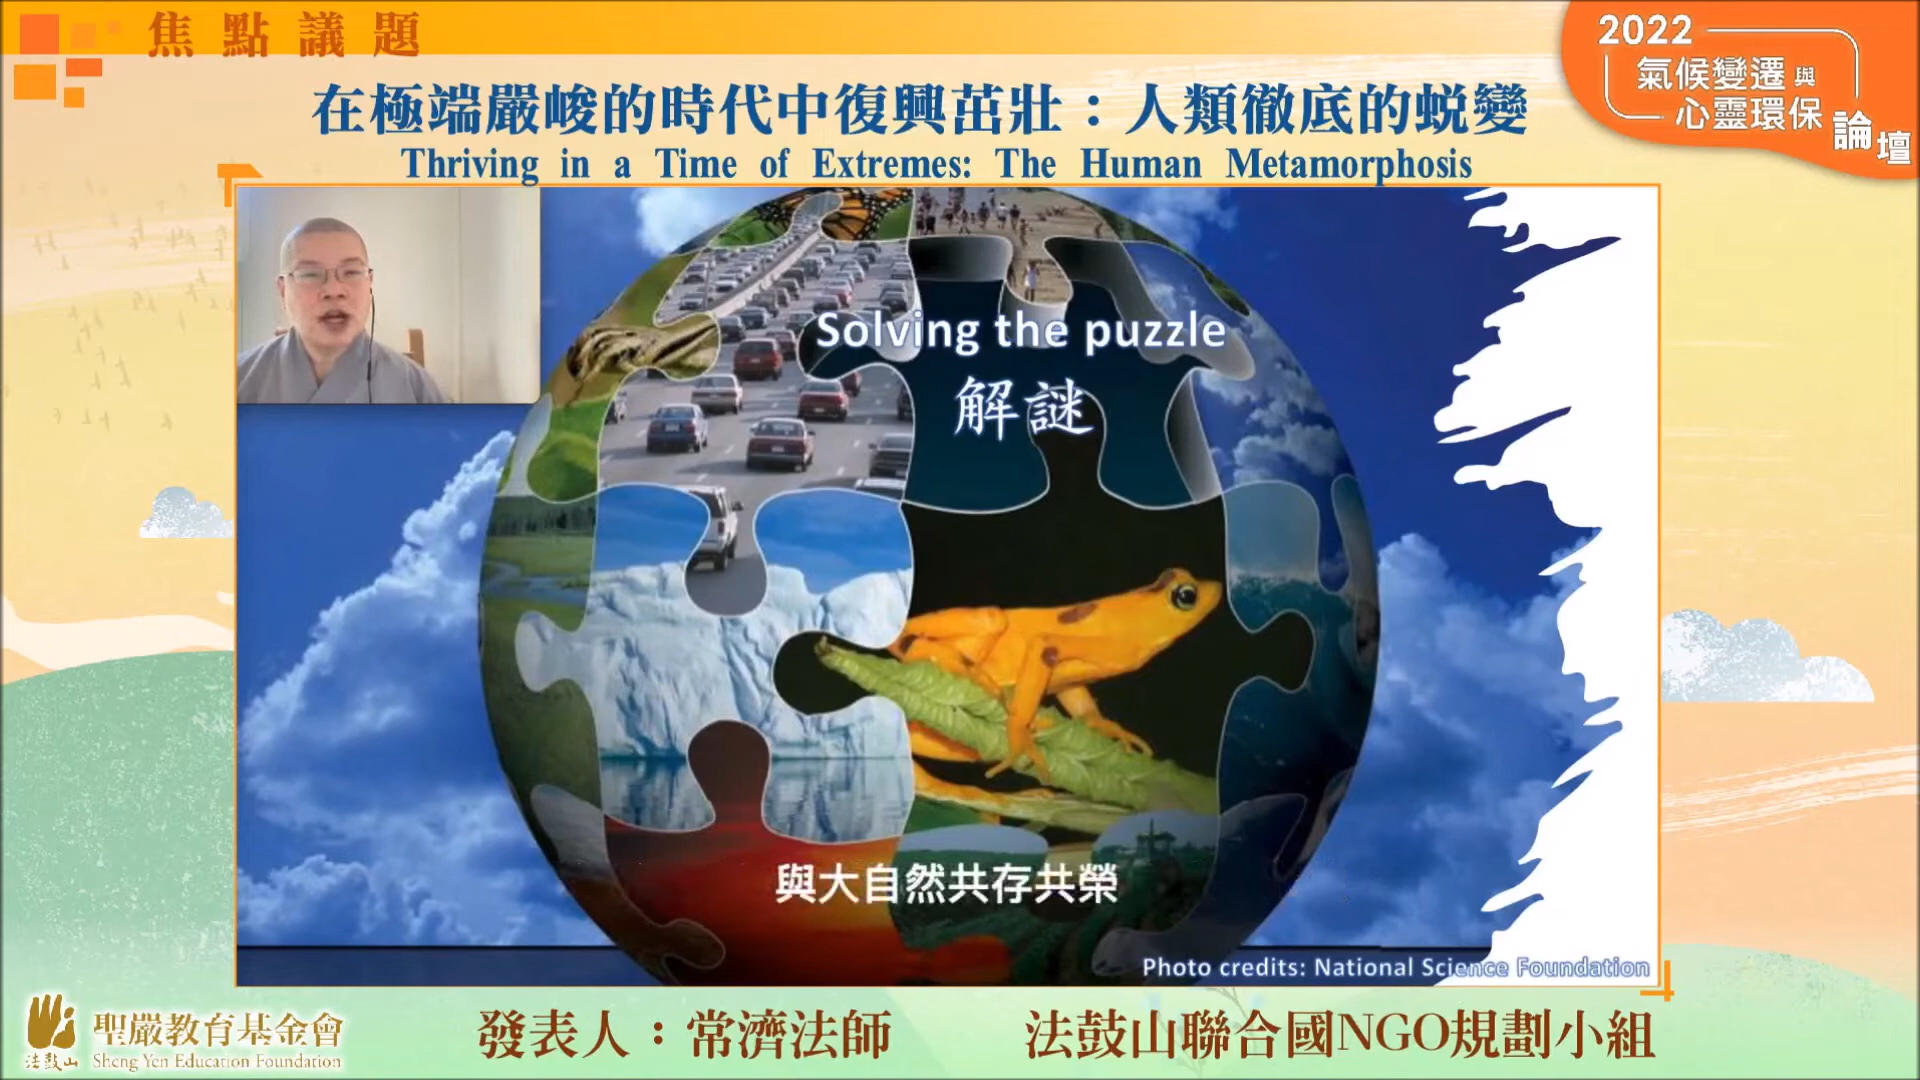 焦點議題
2022
氣候變遷與
心靈環保論壇
在極端嚴峻的時代中復興茁壯：人類徹底的蛻變
Thriving in a Time of Extremes: The Human Metamorphosis
Solving the puzzle
解謎
與大自然共存共榮
Photo credits: National Science Foundation
法鼓山
聖嚴教育基金會
Sheng Yen Education Foundation
發表人：常濟法師
法鼓山聯合國NGO規劃小組